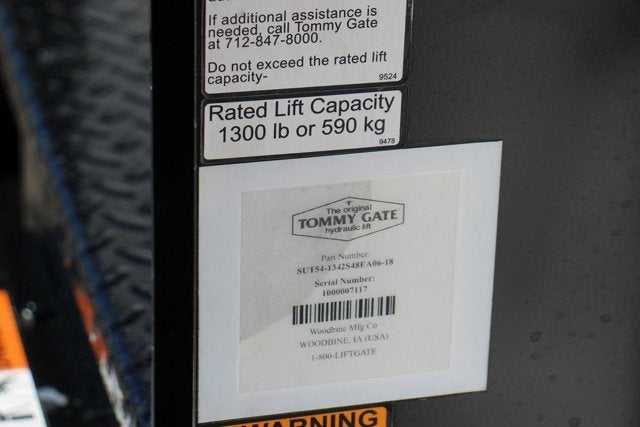 If additional assistance is
needed, call Tommy Gate
at 712-847-8000.
Do not exceed the rated lift
capacity-
9524
Rated Lift Capacity
1300 lb or 590 kg
9478
The original
TOMMY GATE
hydraulic lift
Part Number:
SUT54-1342S48EA06-18
Serial Number:
1000007117
Woodbine Mfg Co
WOODBINE, IA (USA)
1-800-LIFTGATE
WARNING